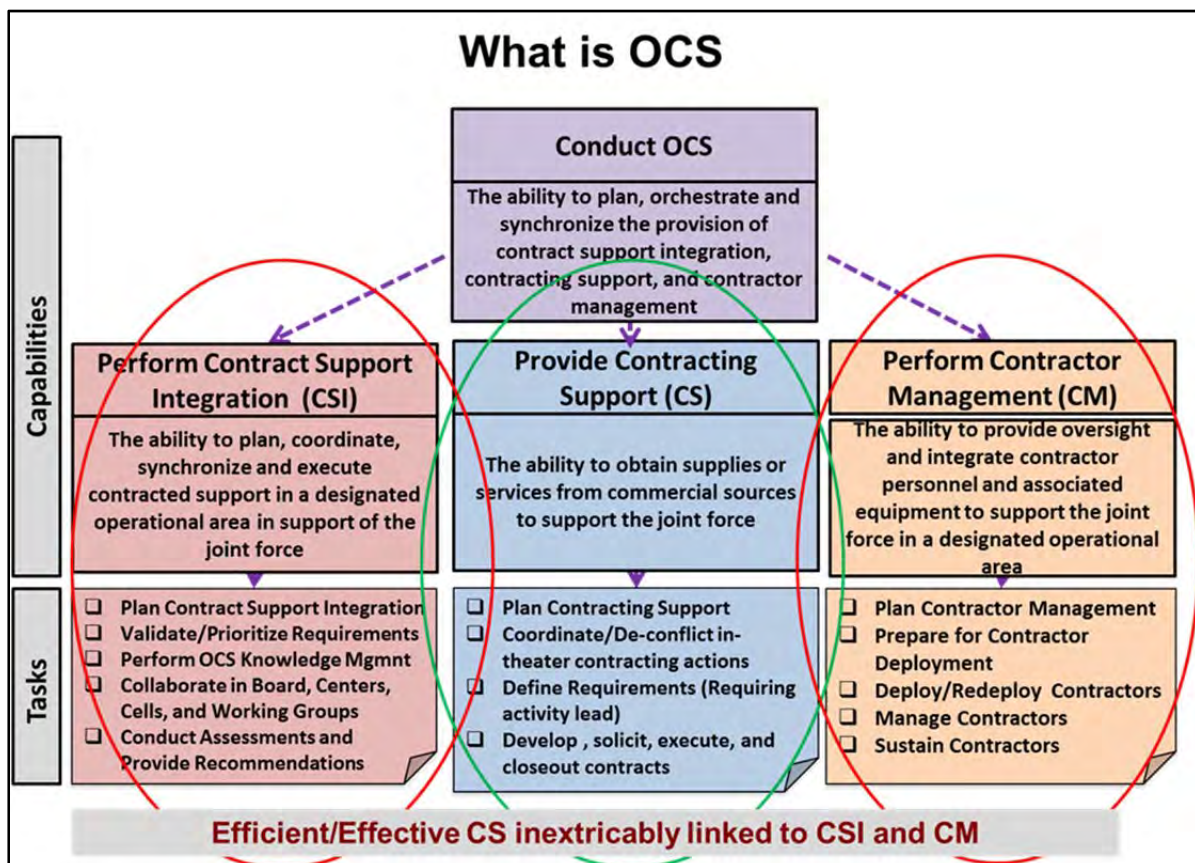 What is OCS
Capabilities
Conduct OCS
The ability to plan, orchestrate and
synchronize the provision of
contract support integration,
contracting support, and contractor
management
Perform Contract Support
Integration (CSI)
The ability to plan, coordinate,
synchronize and execute
contracted support in a designated
operational area in support of the
joint force
Provide Contracting
Support (CS)
The ability to obtain supplies or
services from commercial sources
to support the joint force
Perform Contractor
Management (CM)
The ability to provide oversight
and integrate contractor
personnel and associated
equipment to support the joint
force in a designated operational
area
Tasks
❑ Plan Contract Support Integration
❑ Validate/Prioritize Requirements
❑ Perform OCS Knowledge Mgmnt
❑ Collaborate in Board, Centers,
Cells, and Working Groups
❑ Conduct Assessments and
Provide Recommendations
❑ Plan Contracting Support
❑ Coordinate/De-conflict in-
theater contracting actions
❑ Define Requirements (Requiring
activity lead)
❑ Develop , solicit, execute, and
closeout contracts
❑ Plan Contractor Management
❑ Prepare for Contractor
Deployment
❑ Deploy/Redeploy Contractors
❑ Manage Contractors
❑ Sustain Contractors
Efficient/Effective CS inextricably linked to CSI and CM